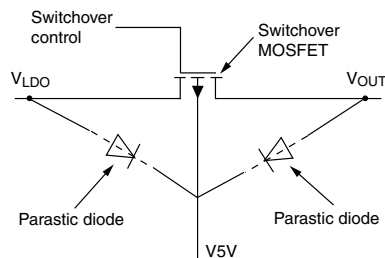 Switchover
control
Switchover
MOSFET
VLDO
VOUT
Parastic diode
Parastic diode
V5V